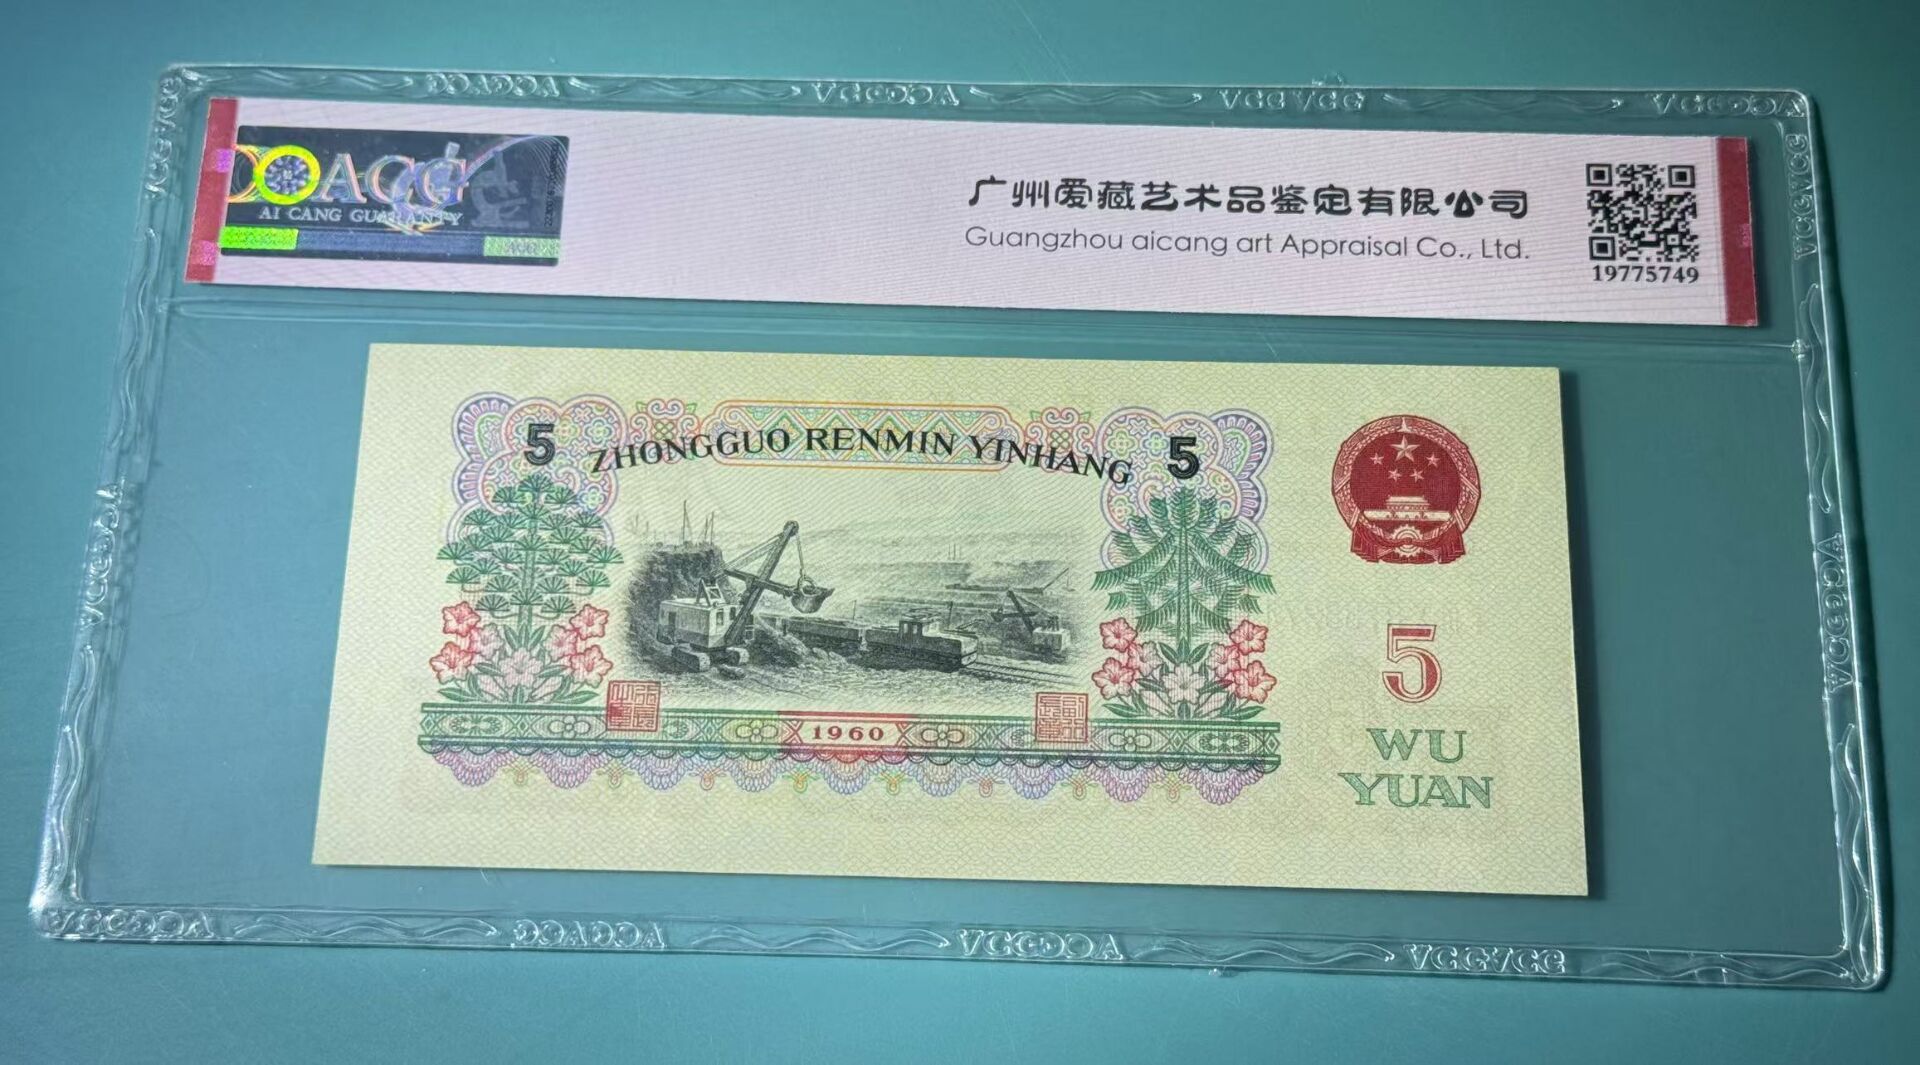 ACGG
AI CANG GUARANTY
广州爱藏艺术品鉴定有限公司
Guangzhou aicang art Appraisal Co., Ltd.
19775749
5 ZHONGGUO RENMIN YINHANG 5
1960
5
WU
YUAN